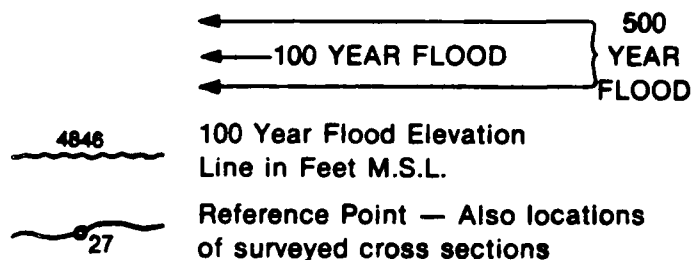 500
100 YEAR FLOOD YEAR
FLOOD
4846 100 Year Flood Elevation
Line in Feet M.S.L.
Reference Point — Also locations
27 of surveyed cross sections